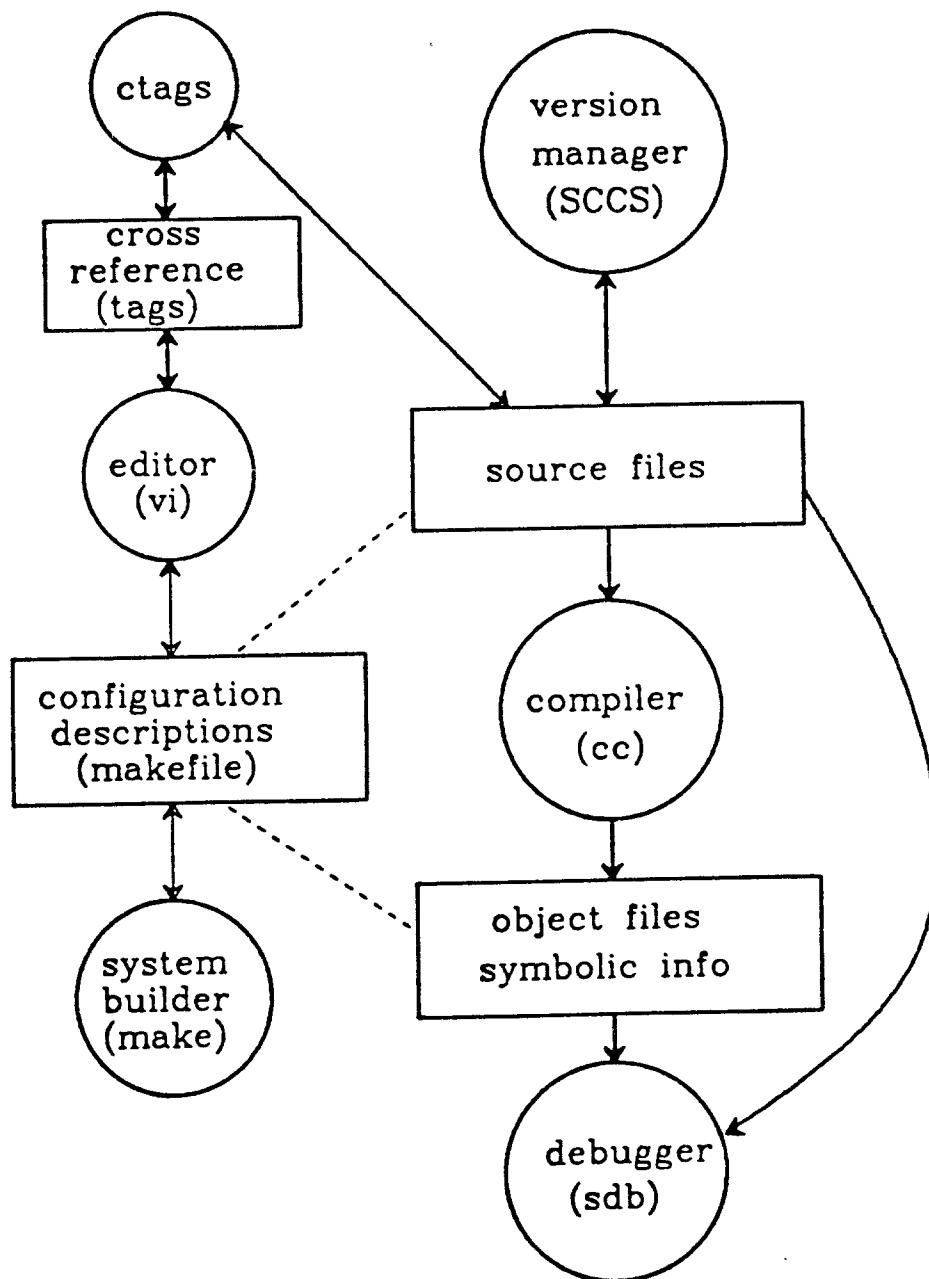 ctags
version
manager
(SCCS)
cross
reference
(tags)
editor
(vi)
source files
configuration
descriptions
(makefile)
compiler
(cc)
object files
symbolic info
system
builder
(make)
debugger
(sdb)